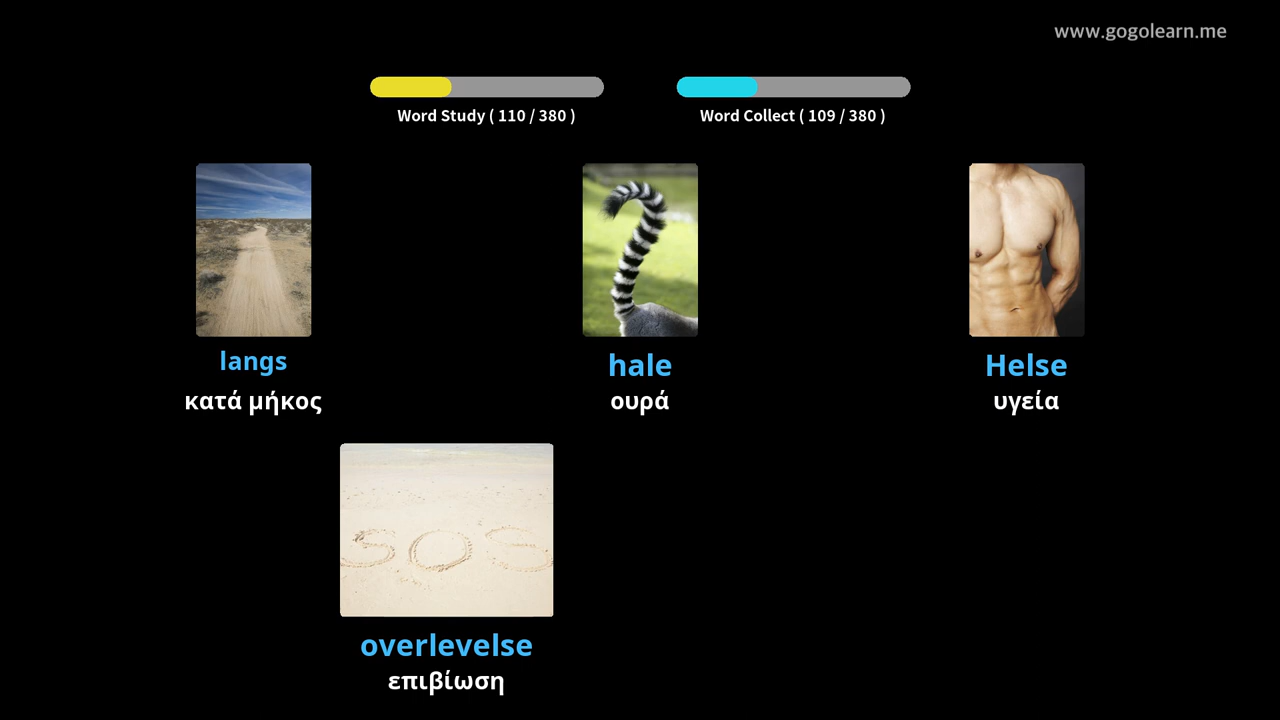 www.gogolearn.me
Word Study ( 110 / 380 )
Word Collect ( 109 / 380 )
langs
κατά μήκος
hale
ουρά
Helse
υγεία
SOS
overlevelse
επιβίωση